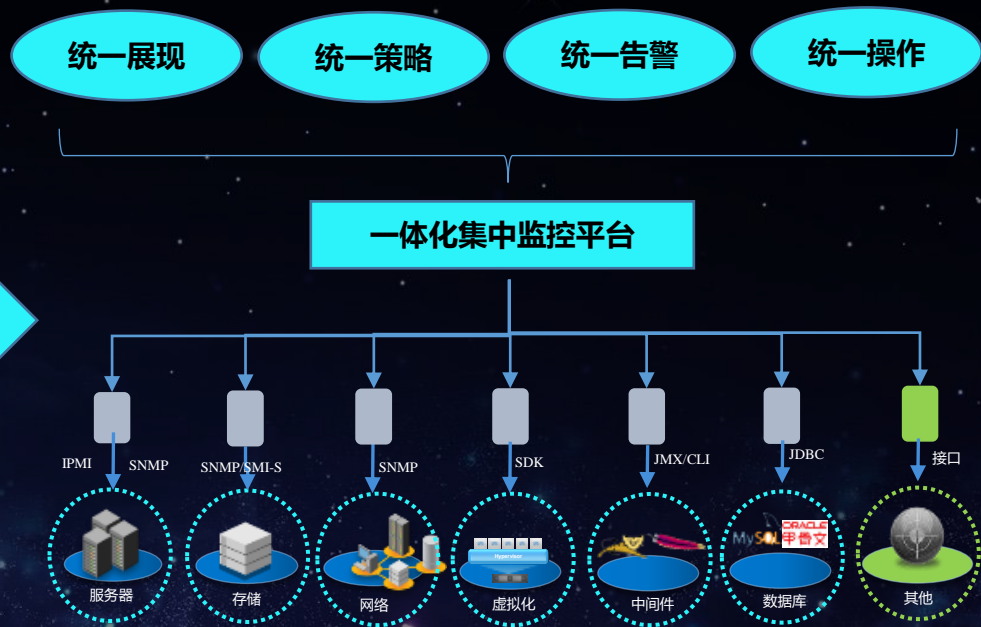 统一展现
统一策略
统一告警
统一操作
一体化集中监控平台
IPMI
SNMP
SNMP/SMI-S
SNMP
SDK
JMX/CLI
JDBC
接口
Hypervisor
MySQL
ORACLE
甲骨文
服务器
存储
网络
虚拟化
中间件
数据库
其他